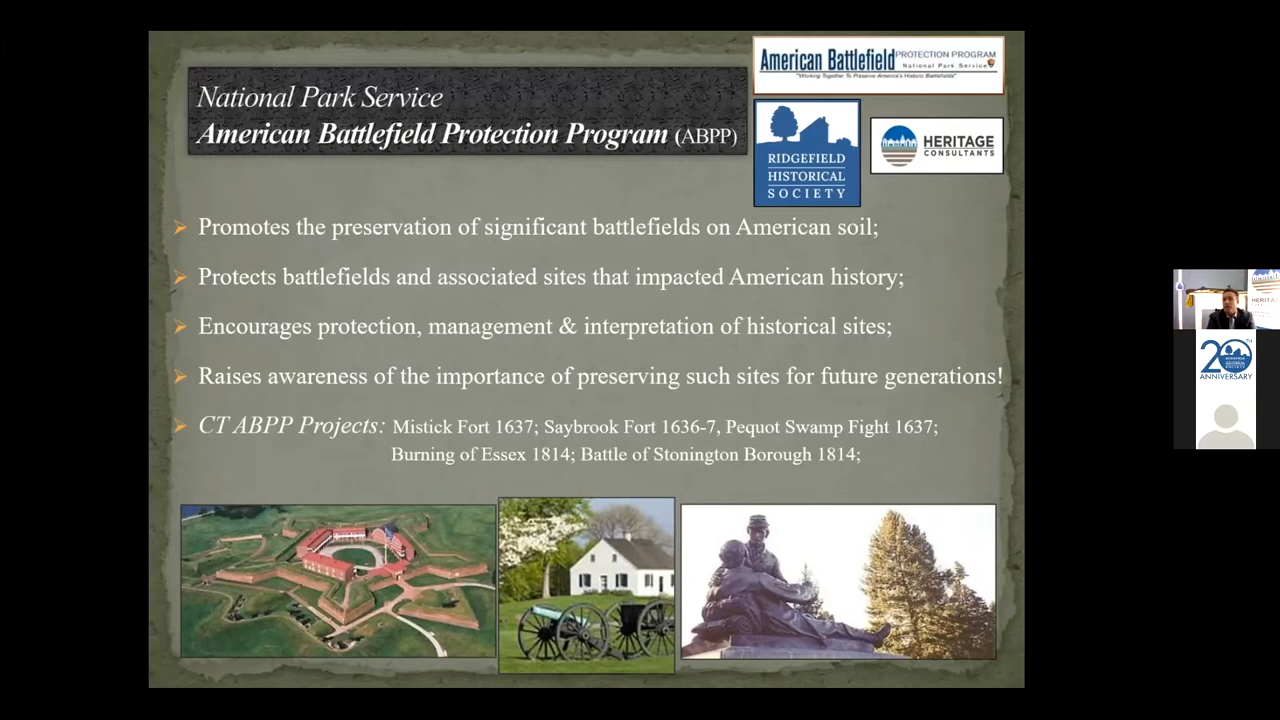 National Park Service
American Battlefield Protection Program (ABPP)
American Battlefield PROTECTION PROGRAM
National Park Service
"Working Together To Preserve America's Historic Battlefields"
RIDGEFIELD
HISTORICAL
SOCIETY
HERITAGE
CONSULTANTS
Promotes the preservation of significant battlefields on American soil;
Protects battlefields and associated sites that impacted American history;
Encourages protection, management & interpretation of historical sites;
Raises awareness of the importance of preserving such sites for future generations!
CT ABPP Projects: Mistick Fort 1637; Saybrook Fort 1636-7, Pequot Swamp Fight 1637;
Burning of Essex 1814; Battle of Stonington Borough 1814;
20TH
ANNIVERSARY